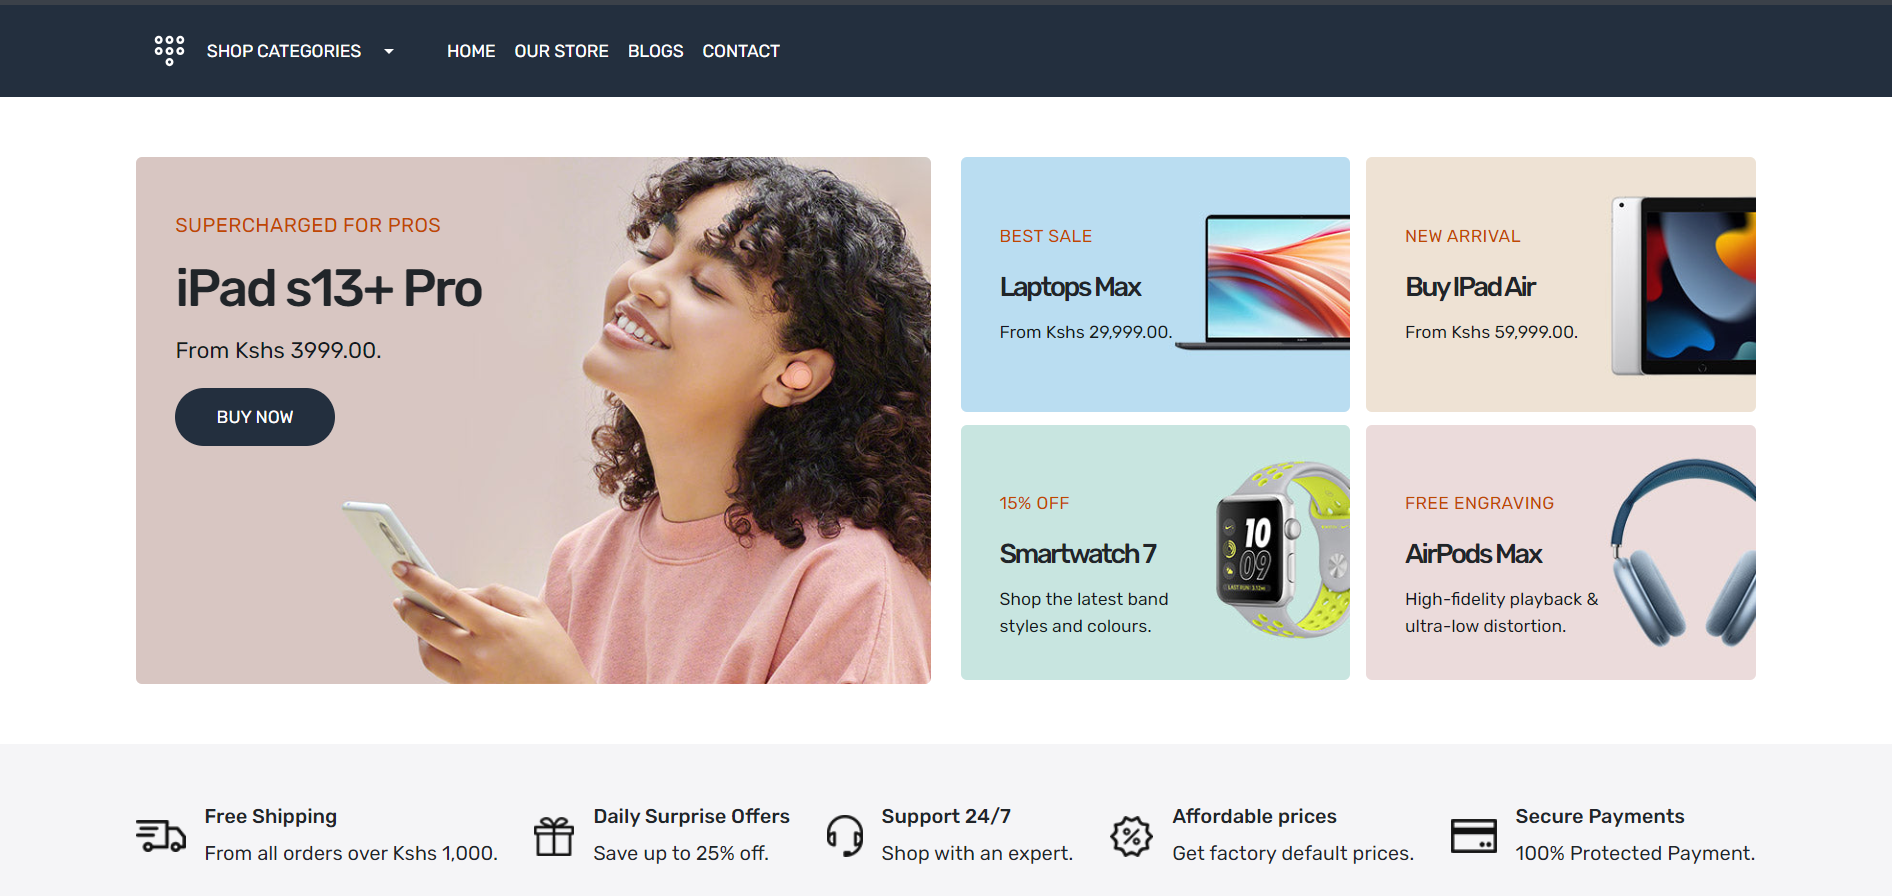 SHOP CATEGORIES
HOME OUR STORE BLOGS CONTACT
SUPERCHARGED FOR PROS
iPad s13+ Pro
From Kshs 3999.00.
BUY NOW
BEST SALE
Laptops Max
From Kshs 29,999.00.
NEW ARRIVAL
Buy IPad Air
From Kshs 59,999.00.
15% OFF
Smartwatch 7
Shop the latest band
styles and colours.
10
09
LAST RUN: 3.12mi
FREE ENGRAVING
AirPods Max
High-fidelity playback &
ultra-low distortion.
Free Shipping
From all orders over Kshs 1,000.
Daily Surprise Offers
Save up to 25% off.
Support 24/7
Shop with an expert.
Affordable prices
Get factory default prices.
Secure Payments
100% Protected Payment.